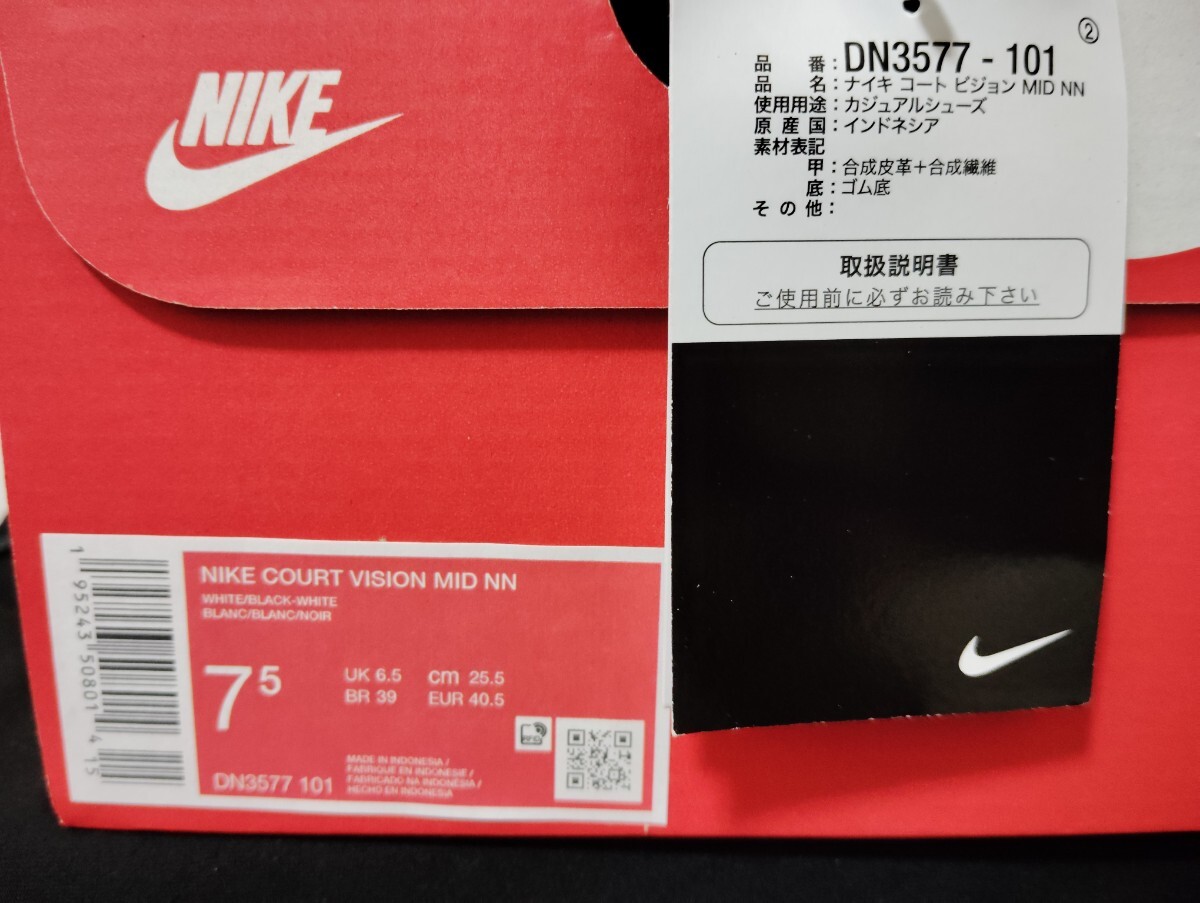 NIKE
②
品 番：DN3577 - 101
品 名：ナイキ コート ビジョン MID NN
使用用途：カジュアルシューズ
原 産 国：インドネシア
素材表記
甲：合成皮革＋合成繊維
底：ゴム底
そ の 他：
取扱説明書
ご使用前に必ずお読み下さい
NIKE COURT VISION MID NN
WHITE/BLACK-WHITE
BLANC/BLANC/NOIR
7 5
UK 6.5 cm 25.5
BR 39 EUR 40.5
MADE IN INDONESIA /
FABRIQUE EN INDONESIE /
FABRICADO NA INDONÉSIA /
HECHO EN INDONESIA
DN3577 101
1 95243 50801 4 15